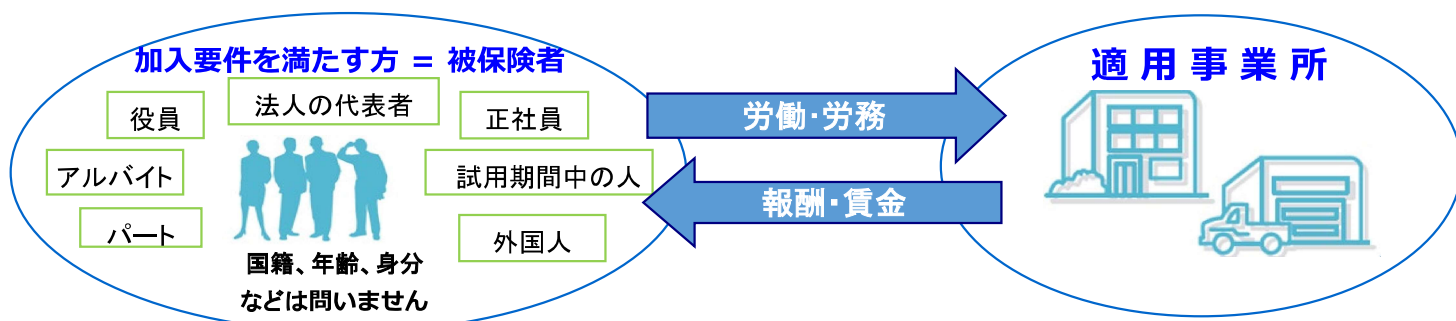 加入要件を満たす方 = 被保険者
役員
法人の代表者
正社員
アルバイト
試用期間中の人
パート
外国人
国籍、年齢、身分
などは問いません
労働・労務
報酬・賃金
適用事業所